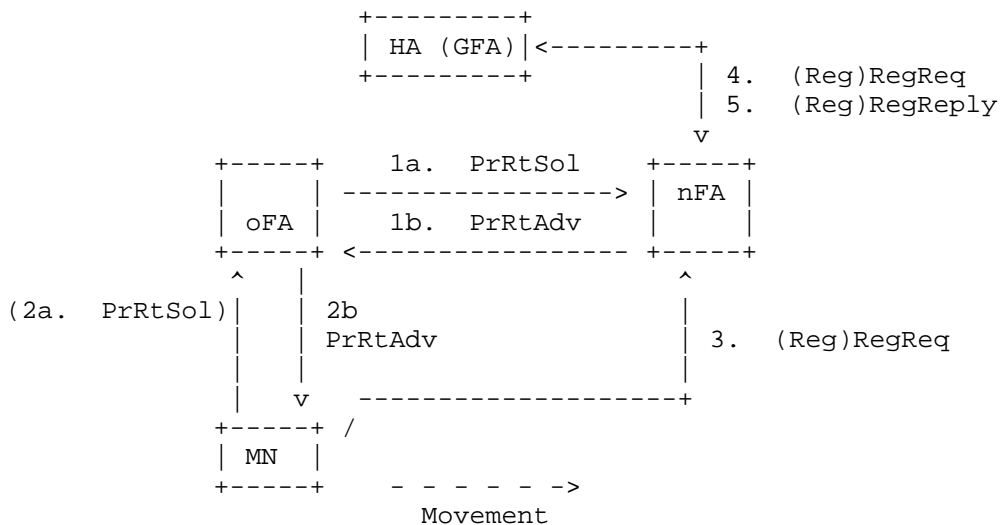 HA (GFA)
4. (Reg)RegReq
5. (Reg)RegReply
1a. PrRtSol
nFA
oFA
1b. PrRtAdv
(2a. PrRtSol)
2b
PrRtAdv
3. (Reg)RegReq
MN
Movement